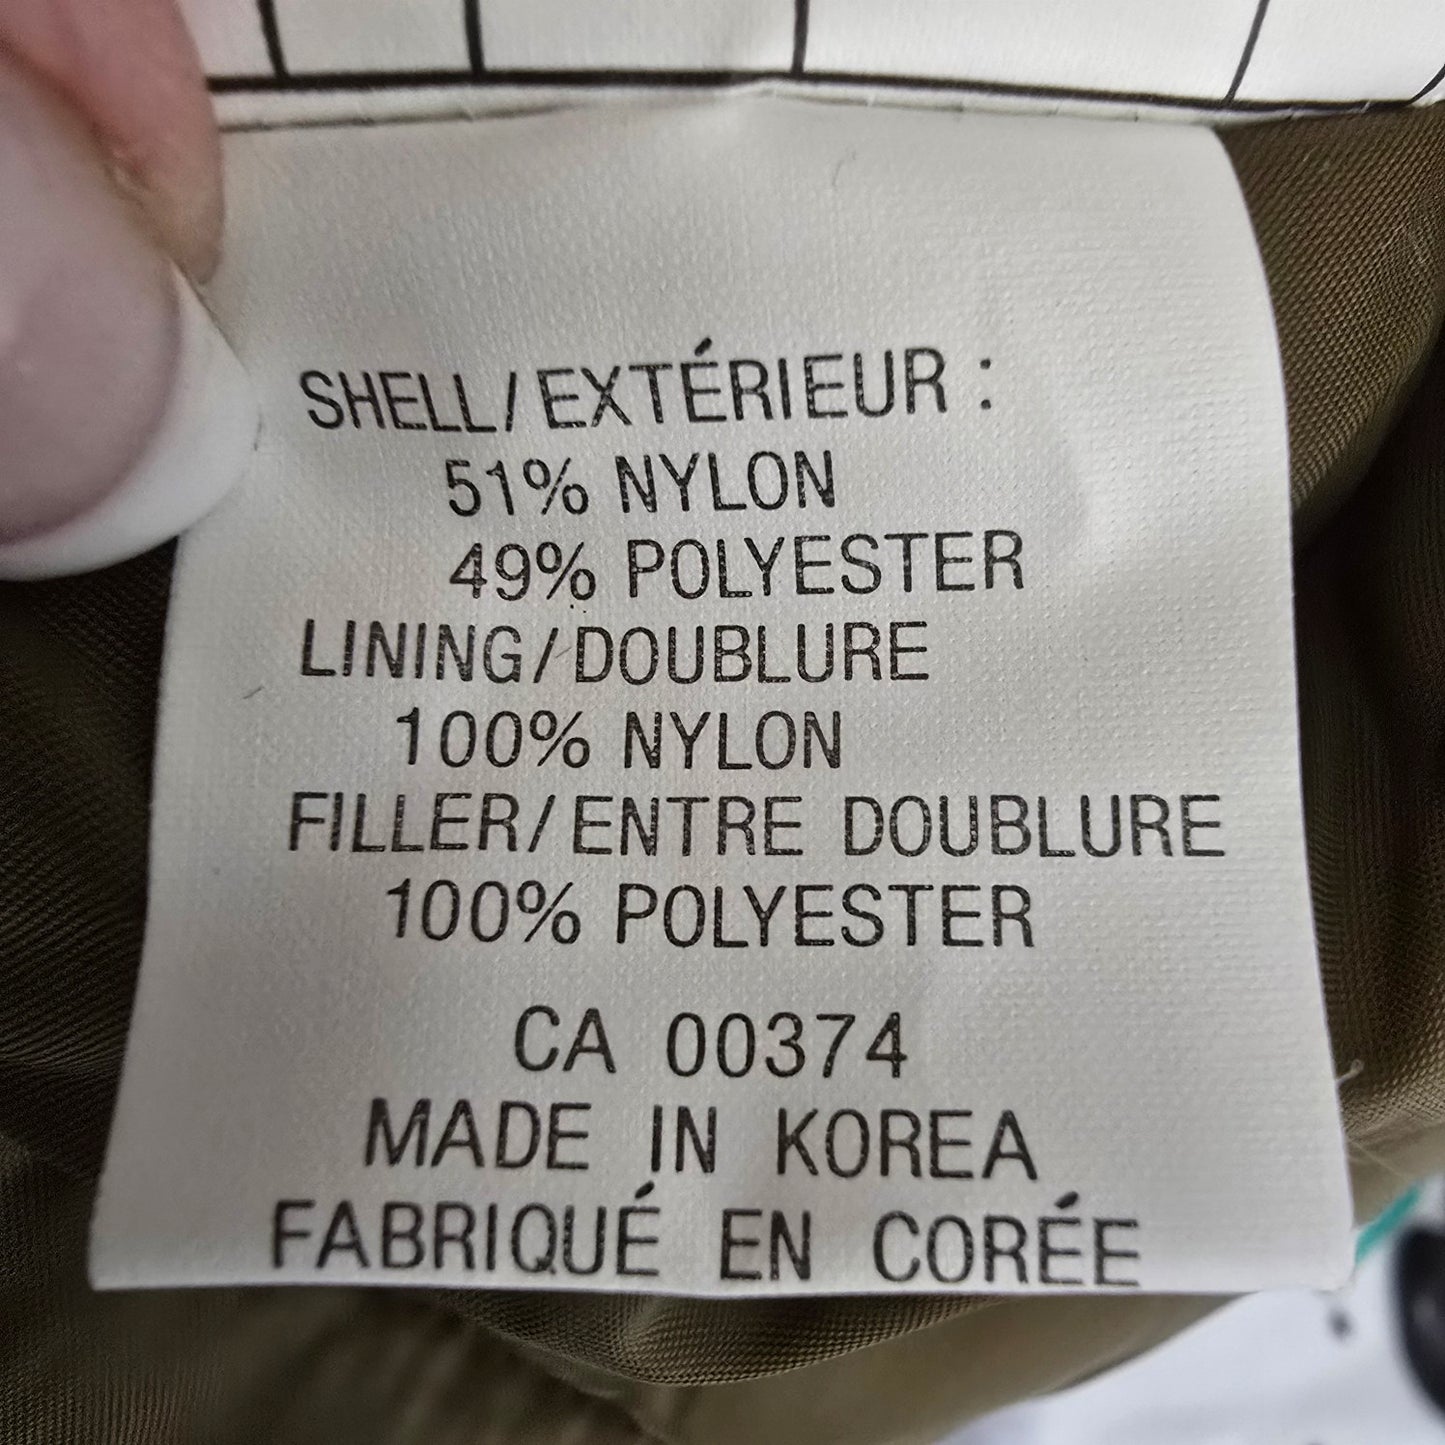 SHELL/EXTÉRIEUR :
51% NYLON
49% POLYESTER
LINING/DOUBLURE
100% NYLON
FILLER/ENTRE DOUBLURE
100% POLYESTER
CA 00374
MADE IN KOREA
FABRIQUÉ EN CORÉE